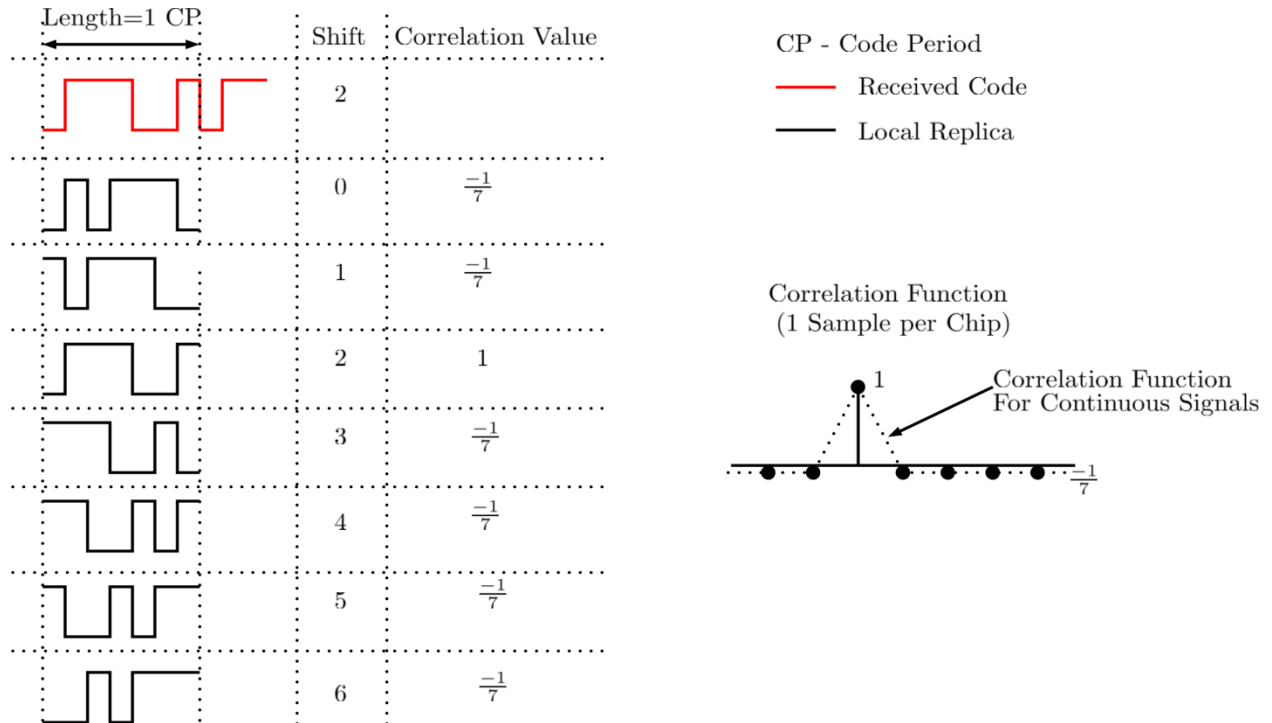 Length=1 CP
Shift Correlation Value
2
0 -1/7
1 -1/7
2 1
3 -1/7
4 -1/7
5 -1/7
6 -1/7
CP - Code Period
Received Code
Local Replica
Correlation Function
(1 Sample per Chip)
1
Correlation Function
For Continuous Signals
-1/7